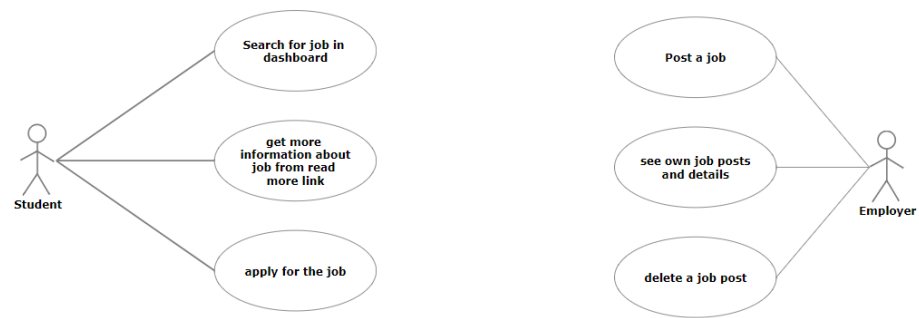 Search for job in
dashboard
get more
information about
job from read
more link
Student
apply for the job
Post a job
see own job posts
and details
Employer
delete a job post